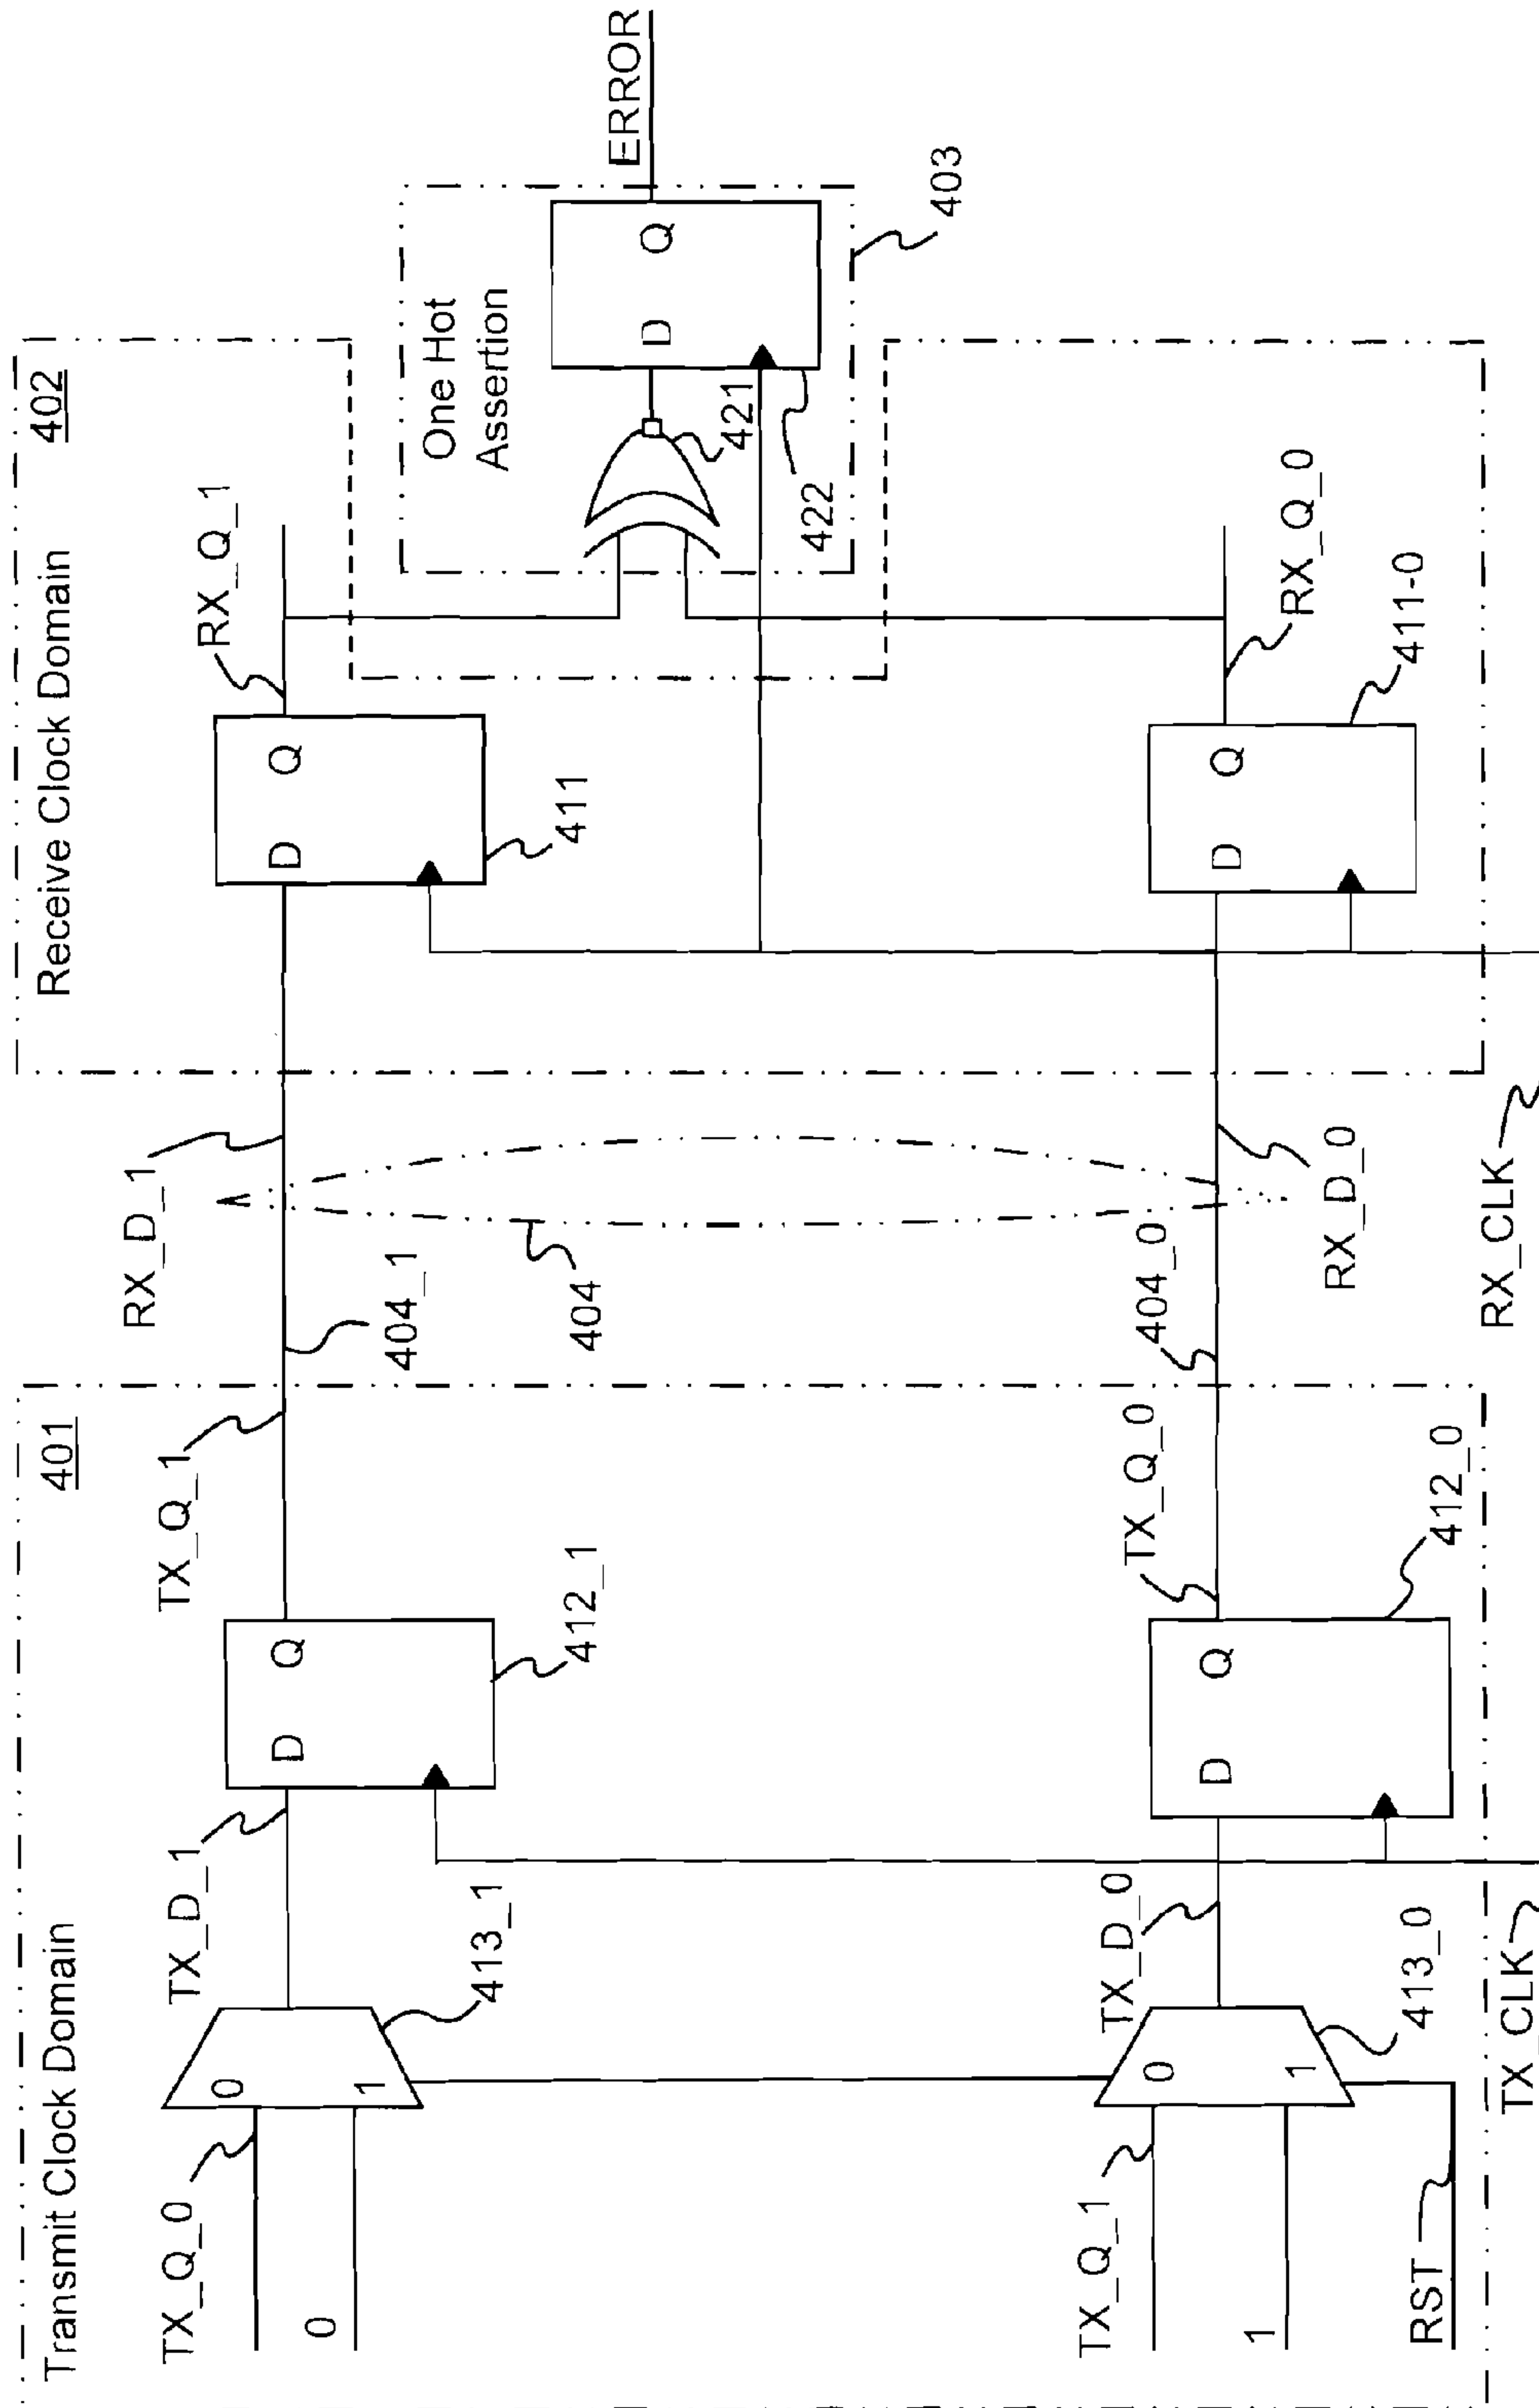 Transmit Clock Domain
401
TX_Q_0
0
0
1
413_1
TX_D_1
D
Q
412_1
TX_Q_1
404_1
RX_D_1
404
TX_Q_1
1
RST
0
1
413_0
TX_D_0
TX_CLK
D
Q
412_0
TX_Q_0
404_0
RX_D_0
RX_CLK
Receive Clock Domain
402
D
Q
411
RX_Q_1
D
Q
411-0
RX_Q_0
One Hot
Assertion
421
422
D
Q
403
ERROR